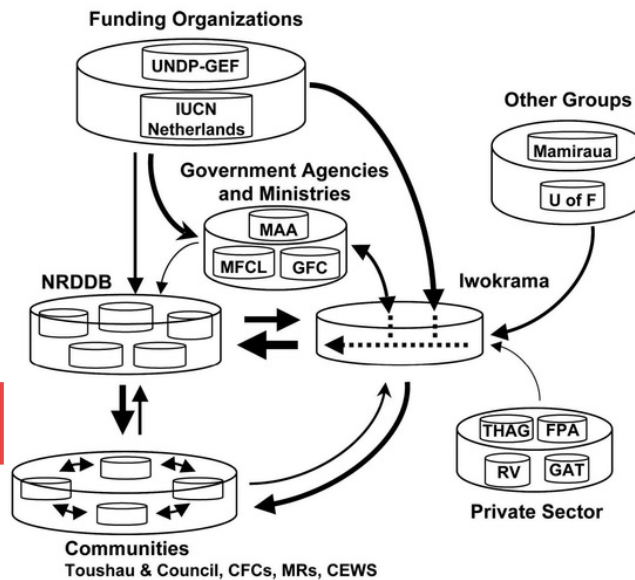 Funding Organizations
UNDP-GEF
IUCN
Netherlands
Other Groups
Mamiraua
U of F
Government Agencies
and Ministries
MAA
MFCL
GFC
NRDDB
Iwokrama
THAG
FPA
RV
GAT
Private Sector
Communities
Toushau & Council, CFCs, MRs, CEWS